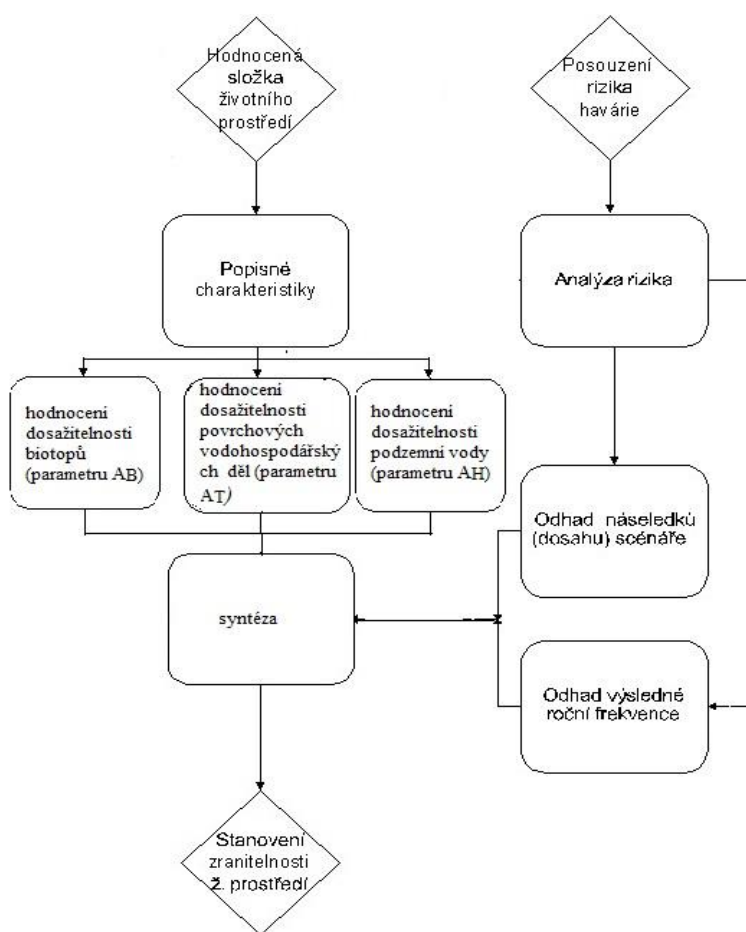 Hodnocená
složka
životního
prostředí
Posouzení
rizika
havárie
Popisné
charakteristiky
Analýza rizika
hodnocení
dosažitelnosti
biotopů
(parametru AB)
hodnocení
dosažitelnosti
povrchových
vodohospodářský
ch děl (parametru
AT)
hodnocení
dosažitelnosti
podzemní vody
(parametru AH)
Odhad náseledků
(dosahu) scénáře
syntéza
Odhad výsledné
roční frekvence
Stanovení
zranitelnosti
ž. prostředí